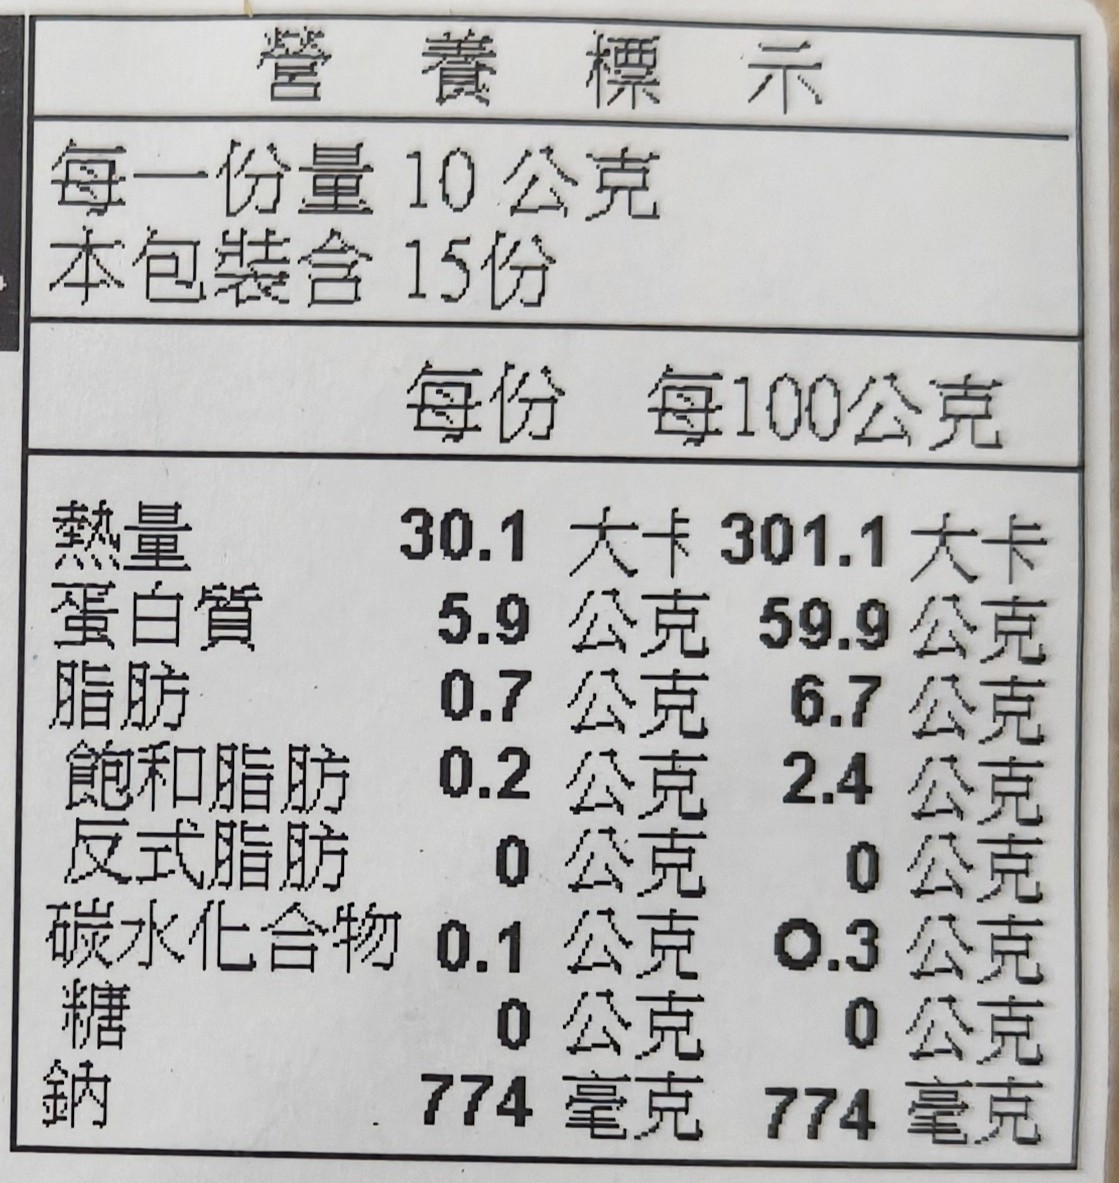 營養標示
每一份量 10 公克
本包裝含 15份
每份 每100公克
熱量 30.1 大卡 301.1 大卡
蛋白質 5.9 公克 59.9 公克
脂肪 0.7 公克 6.7 公克
飽和脂肪 0.2 公克 2.4 公克
反式脂肪 0 公克 0 公克
碳水化合物 0.1 公克 O.3 公克
糖 0 公克 0 公克
鈉 774 毫克 774 毫克